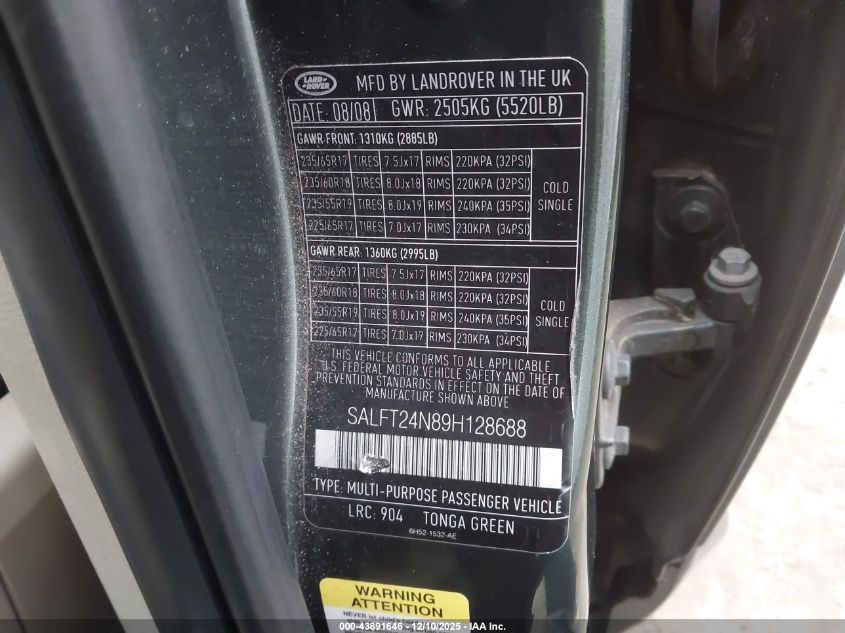 LAND ROVER
MFD BY LANDROVER IN THE UK
DATE: 08/08 GWR: 2505KG (5520LB)
GAWR FRONT: 1310KG (2885LB)
235/65R17 TIRES 7.5Jx17 RIMS 220KPA (32PSI)
235/60R18 TIRES 8.0Jx18 RIMS 220KPA (32PSI)
235/55R19 TIRES 8.0Jx19 RIMS 240KPA (35PSI)
225/65R17 TIRES 7.0Jx17 RIMS 230KPA (34PSI)
COLD
SINGLE
GAWR REAR: 1360KG (2995LB)
235/65R17 TIRES 7.5Jx17 RIMS 220KPA (32PSI)
235/60R18 TIRES 8.0Jx18 RIMS 220KPA (32PSI)
235/55R19 TIRES 8.0Jx19 RIMS 240KPA (35PSI)
225/65R17 TIRES RIMS 230KPA (34PSI)
COLD
SINGLE
THIS VEHICLE CONFORMS TO ALL APPLICABLE
U.S. FEDERAL MOTOR VEHICLE SAFETY AND THEFT
PREVENTION STANDARDS IN EFFECT ON THE DATE OF
MANUFACTURE SHOWN ABOVE
SALFT24N89H128688
TYPE: MULTI-PURPOSE PASSENGER VEHICLE
LRC: 904 TONGA GREEN
6H52-1532-AE
WARNING
ATTENTION
NEVER
000-43891646 - 12/10/2025 - IAAI.com